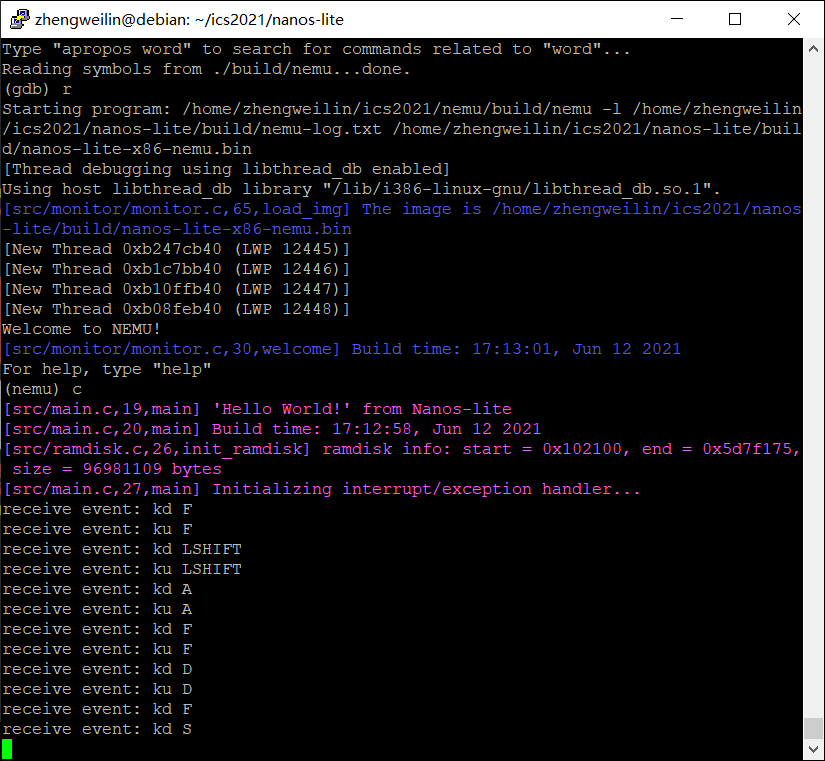 zhengweilin@debian: ~/ics2021/nanos-lite
Type "apropos word" to search for commands related to "word"...
Reading symbols from ./build/nemu...done.
(gdb) r
Starting program: /home/zhengweilin/ics2021/nemu/build/nemu -l /home/zhengweilin
/ics2021/nanos-lite/build/nemu-log.txt /home/zhengweilin/ics2021/nanos-lite/buil
d/nanos-lite-x86-nemu.bin
[Thread debugging using libthread_db enabled]
Using host libthread_db library "/lib/i386-linux-gnu/libthread_db.so.1".
[src/monitor/monitor.c,65,load_img] The image is /home/zhengweilin/ics2021/nanos
-lite/build/nanos-lite-x86-nemu.bin
[New Thread 0xb247cb40 (LWP 12445)]
[New Thread 0xb1c7bb40 (LWP 12446)]
[New Thread 0xb10ffb40 (LWP 12447)]
[New Thread 0xb08feb40 (LWP 12448)]
Welcome to NEMU!
[src/monitor/monitor.c,30,welcome] Build time: 17:13:01, Jun 12 2021
For help, type "help"
(nemu) c
[src/main.c,19,main] 'Hello World!' from Nanos-lite
[src/main.c,20,main] Build time: 17:12:58, Jun 12 2021
[src/ramdisk.c,26,init_ramdisk] ramdisk info: start = 0x102100, end = 0x5d7f175,
size = 96981109 bytes
[src/main.c,27,main] Initializing interrupt/exception handler...
receive event: kd F
receive event: ku F
receive event: kd LSHIFT
receive event: ku LSHIFT
receive event: kd A
receive event: ku A
receive event: kd F
receive event: ku F
receive event: kd D
receive event: ku D
receive event: kd F
receive event: kd S